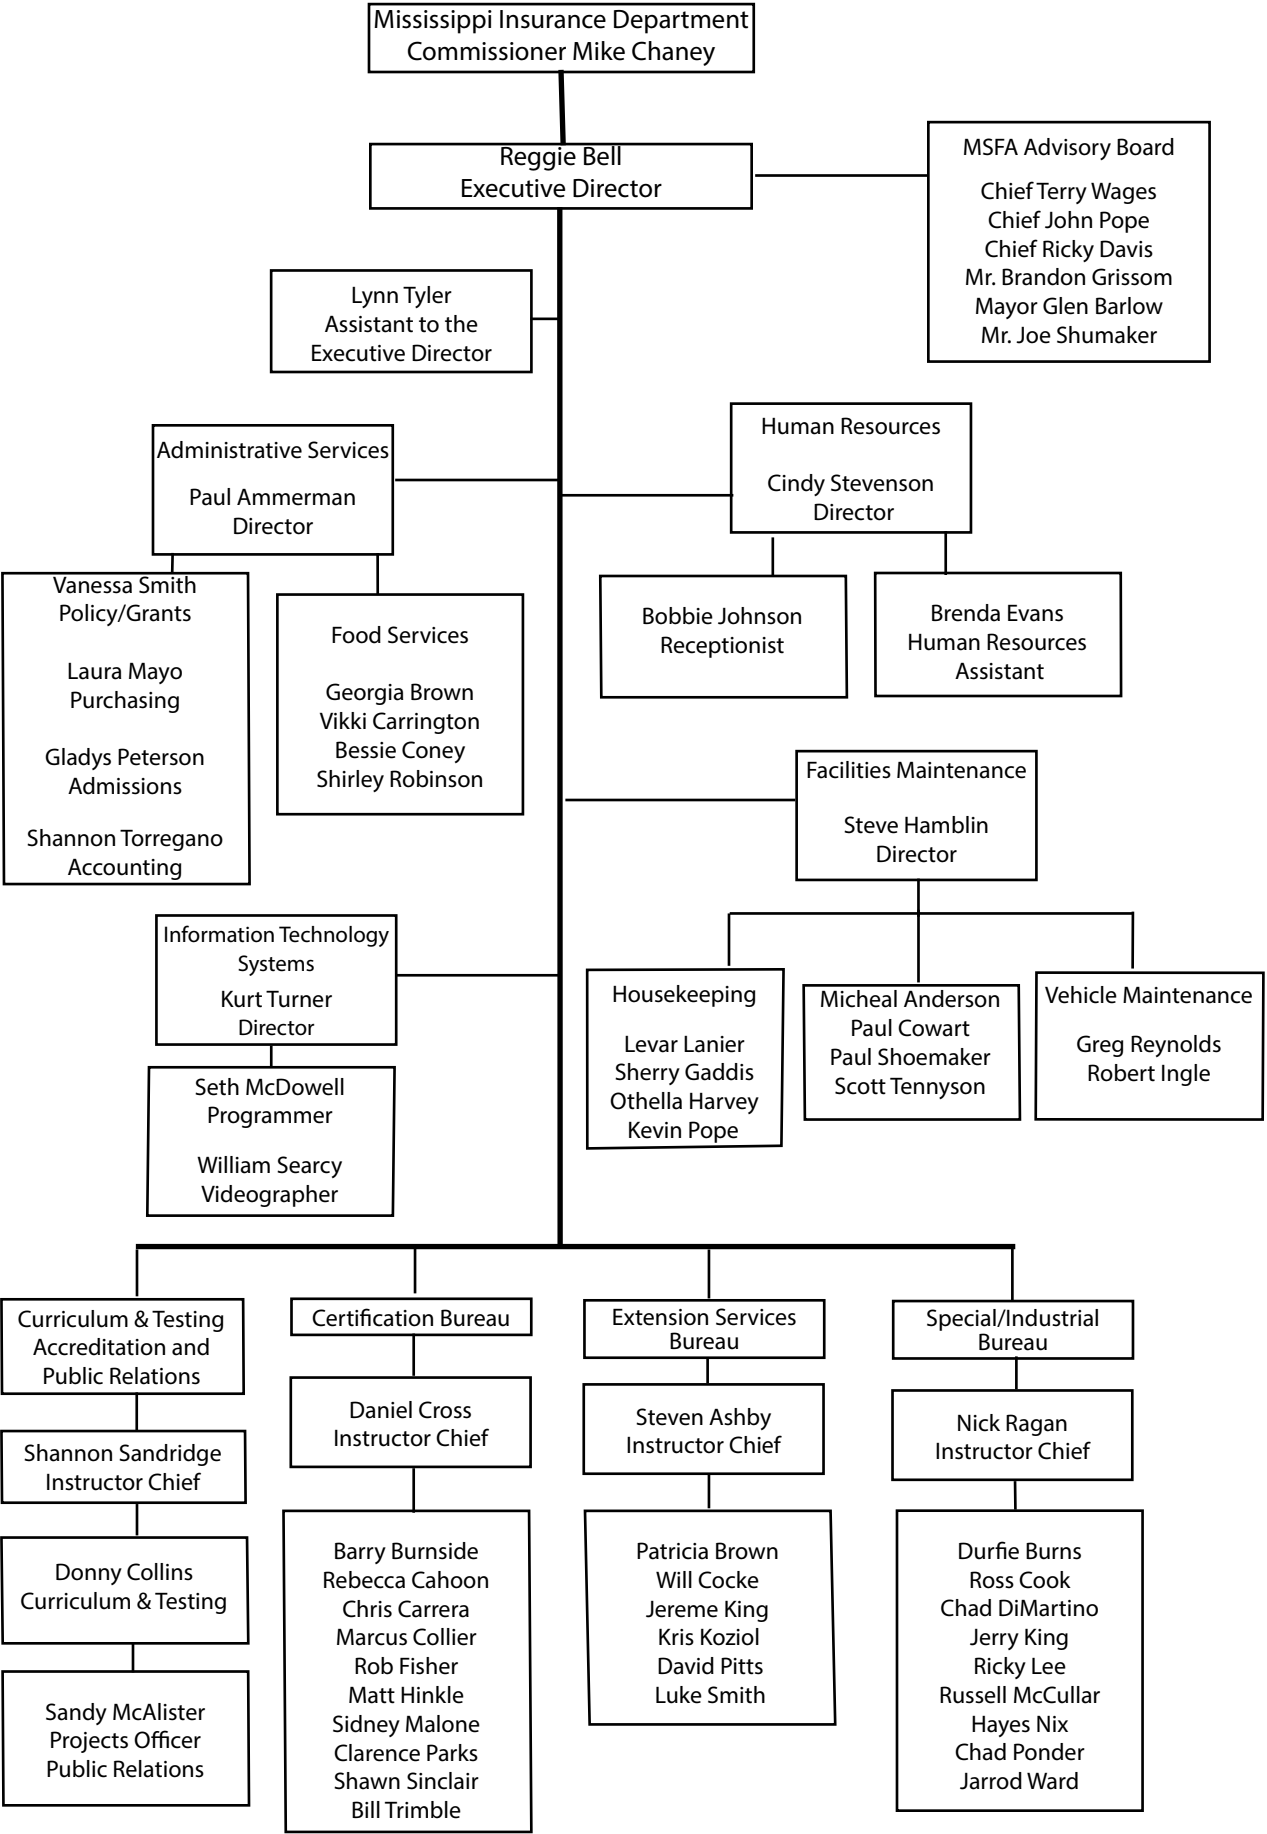 Mississippi Insurance Department
Commissioner Mike Chaney
Reggie Bell
Executive Director
MSFA Advisory Board
Chief Terry Wages
Chief John Pope
Chief Ricky Davis
Mr. Brandon Grissom
Mayor Glen Barlow
Mr. Joe Shumaker
Lynn Tyler
Assistant to the
Executive Director
Administrative Services
Paul Ammerman
Director
Human Resources
Cindy Stevenson
Director
Vanessa Smith
Policy/Grants
Laura Mayo
Purchasing
Gladys Peterson
Admissions
Shannon Torregano
Accounting
Food Services
Georgia Brown
Vikki Carrington
Bessie Coney
Shirley Robinson
Bobbie Johnson
Receptionist
Brenda Evans
Human Resources
Assistant
Facilities Maintenance
Steve Hamblin
Director
Information Technology
Systems
Kurt Turner
Director
Seth McDowell
Programmer
William Searcy
Videographer
Housekeeping
Levar Lanier
Sherry Gaddis
Othella Harvey
Kevin Pope
Micheal Anderson
Paul Cowart
Paul Shoemaker
Scott Tennyson
Vehicle Maintenance
Greg Reynolds
Robert Ingle
Curriculum & Testing
Accreditation and
Public Relations
Shannon Sandridge
Instructor Chief
Donny Collins
Curriculum & Testing
Sandy McAlister
Projects Officer
Public Relations
Certification Bureau
Daniel Cross
Instructor Chief
Barry Burnside
Rebecca Cahoon
Chris Carrera
Marcus Collier
Rob Fisher
Matt Hinkle
Sidney Malone
Clarence Parks
Shawn Sinclair
Bill Trimble
Extension Services
Bureau
Steven Ashby
Instructor Chief
Patricia Brown
Will Cocke
Jereme King
Kris Koziol
David Pitts
Luke Smith
Special/Industrial
Bureau
Nick Ragan
Instructor Chief
Durfie Burns
Ross Cook
Chad DiMartino
Jerry King
Ricky Lee
Russell McCullar
Hayes Nix
Chad Ponder
Jarrod Ward